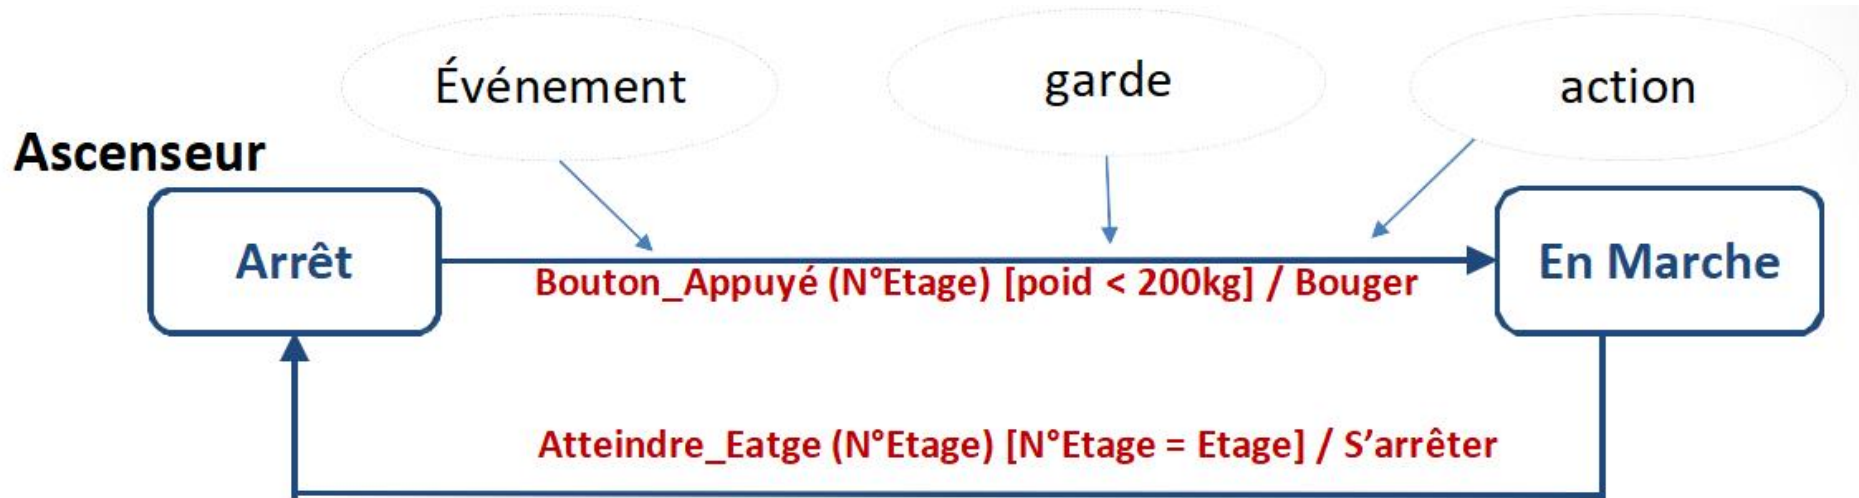 Événement
garde
action
Ascenseur
Arrêt
Bouton_Appuyé (N°Etage) [poid < 200kg] / Bouger
En Marche
Atteindre_Eatge (N°Etage) [N°Etage = Etage] / S’arrêter